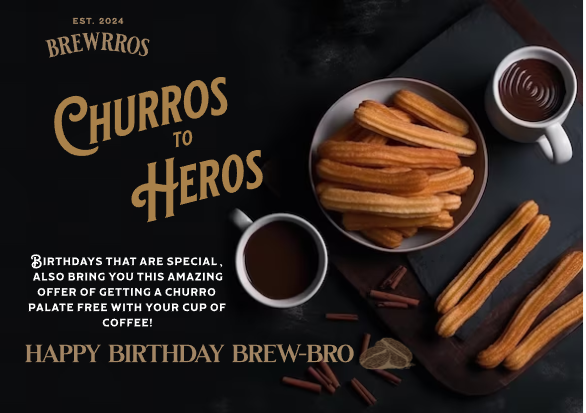 EST. 2024
BREWRROS
CHURROS
TO
HEROS
BIRTHDAYS THAT ARE SPECIAL,
ALSO BRING YOU THIS AMAZING
OFFER OF GETTING A CHURRO
PALATE FREE WITH YOUR CUP OF
COFFEE!
HAPPY BIRTHDAY BREW-BRO